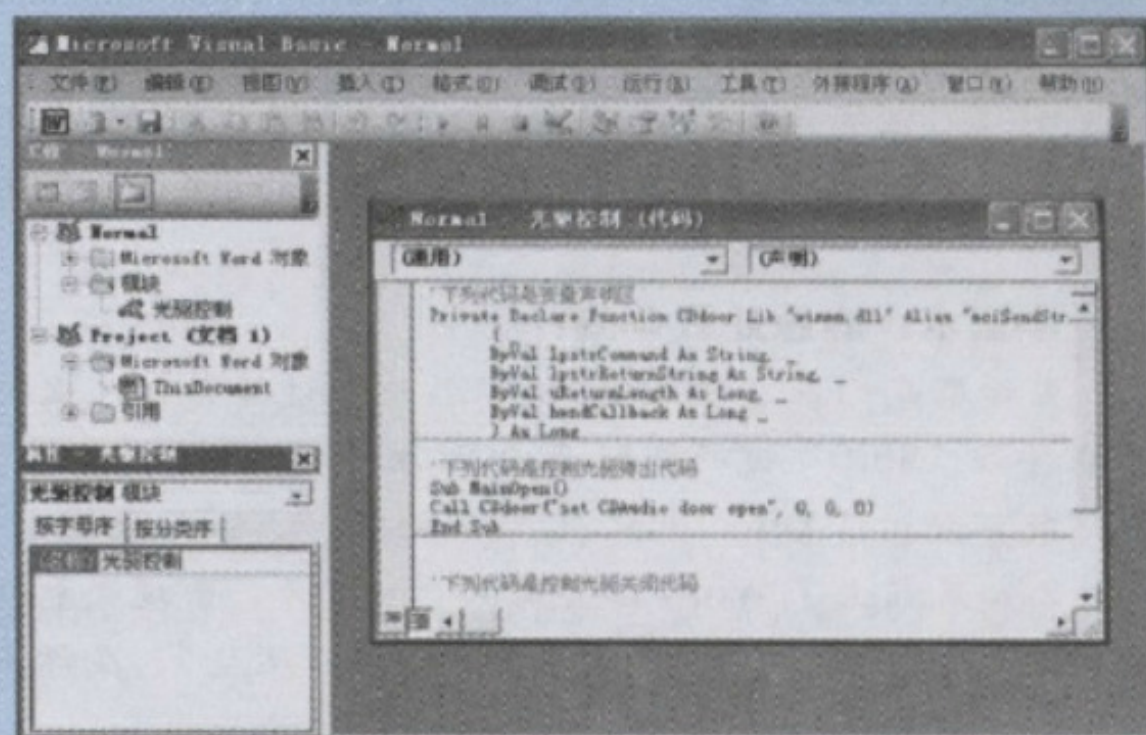 Microsoft Visual Basic - Normal
文件(F) 编辑(E) 视图(V) 插入(I) 格式(O) 调试(D) 运行(R) 工具(T) 外接程序(A) 窗口(W) 帮助(H)
工程 - Normal
Normal
Microsoft Word 对象
模块
光驱控制
Project (文档 1)
Microsoft Word 对象
ThisDocument
引用
属性 - 光驱控制
光驱控制 模块
按字母序 按分类序
光驱控制
Normal - 光驱控制 (代码)
(通用) (声明)
'下列代码是变量声明区
Private Declare Function CDdoor Lib "winmm.dll" Alias "mciSendStr
( _
ByVal lpstrCommand As String, _
ByVal lpstrReturnString As String, _
ByVal uReturnLength As Long, _
ByVal hwndCallback As Long _
) As Long
'下列代码是控制光驱弹出代码
Sub MainOpen()
Call CDdoor("set CDAudio door open", 0, 0, 0)
End Sub
'下列代码是控制光驱关闭代码